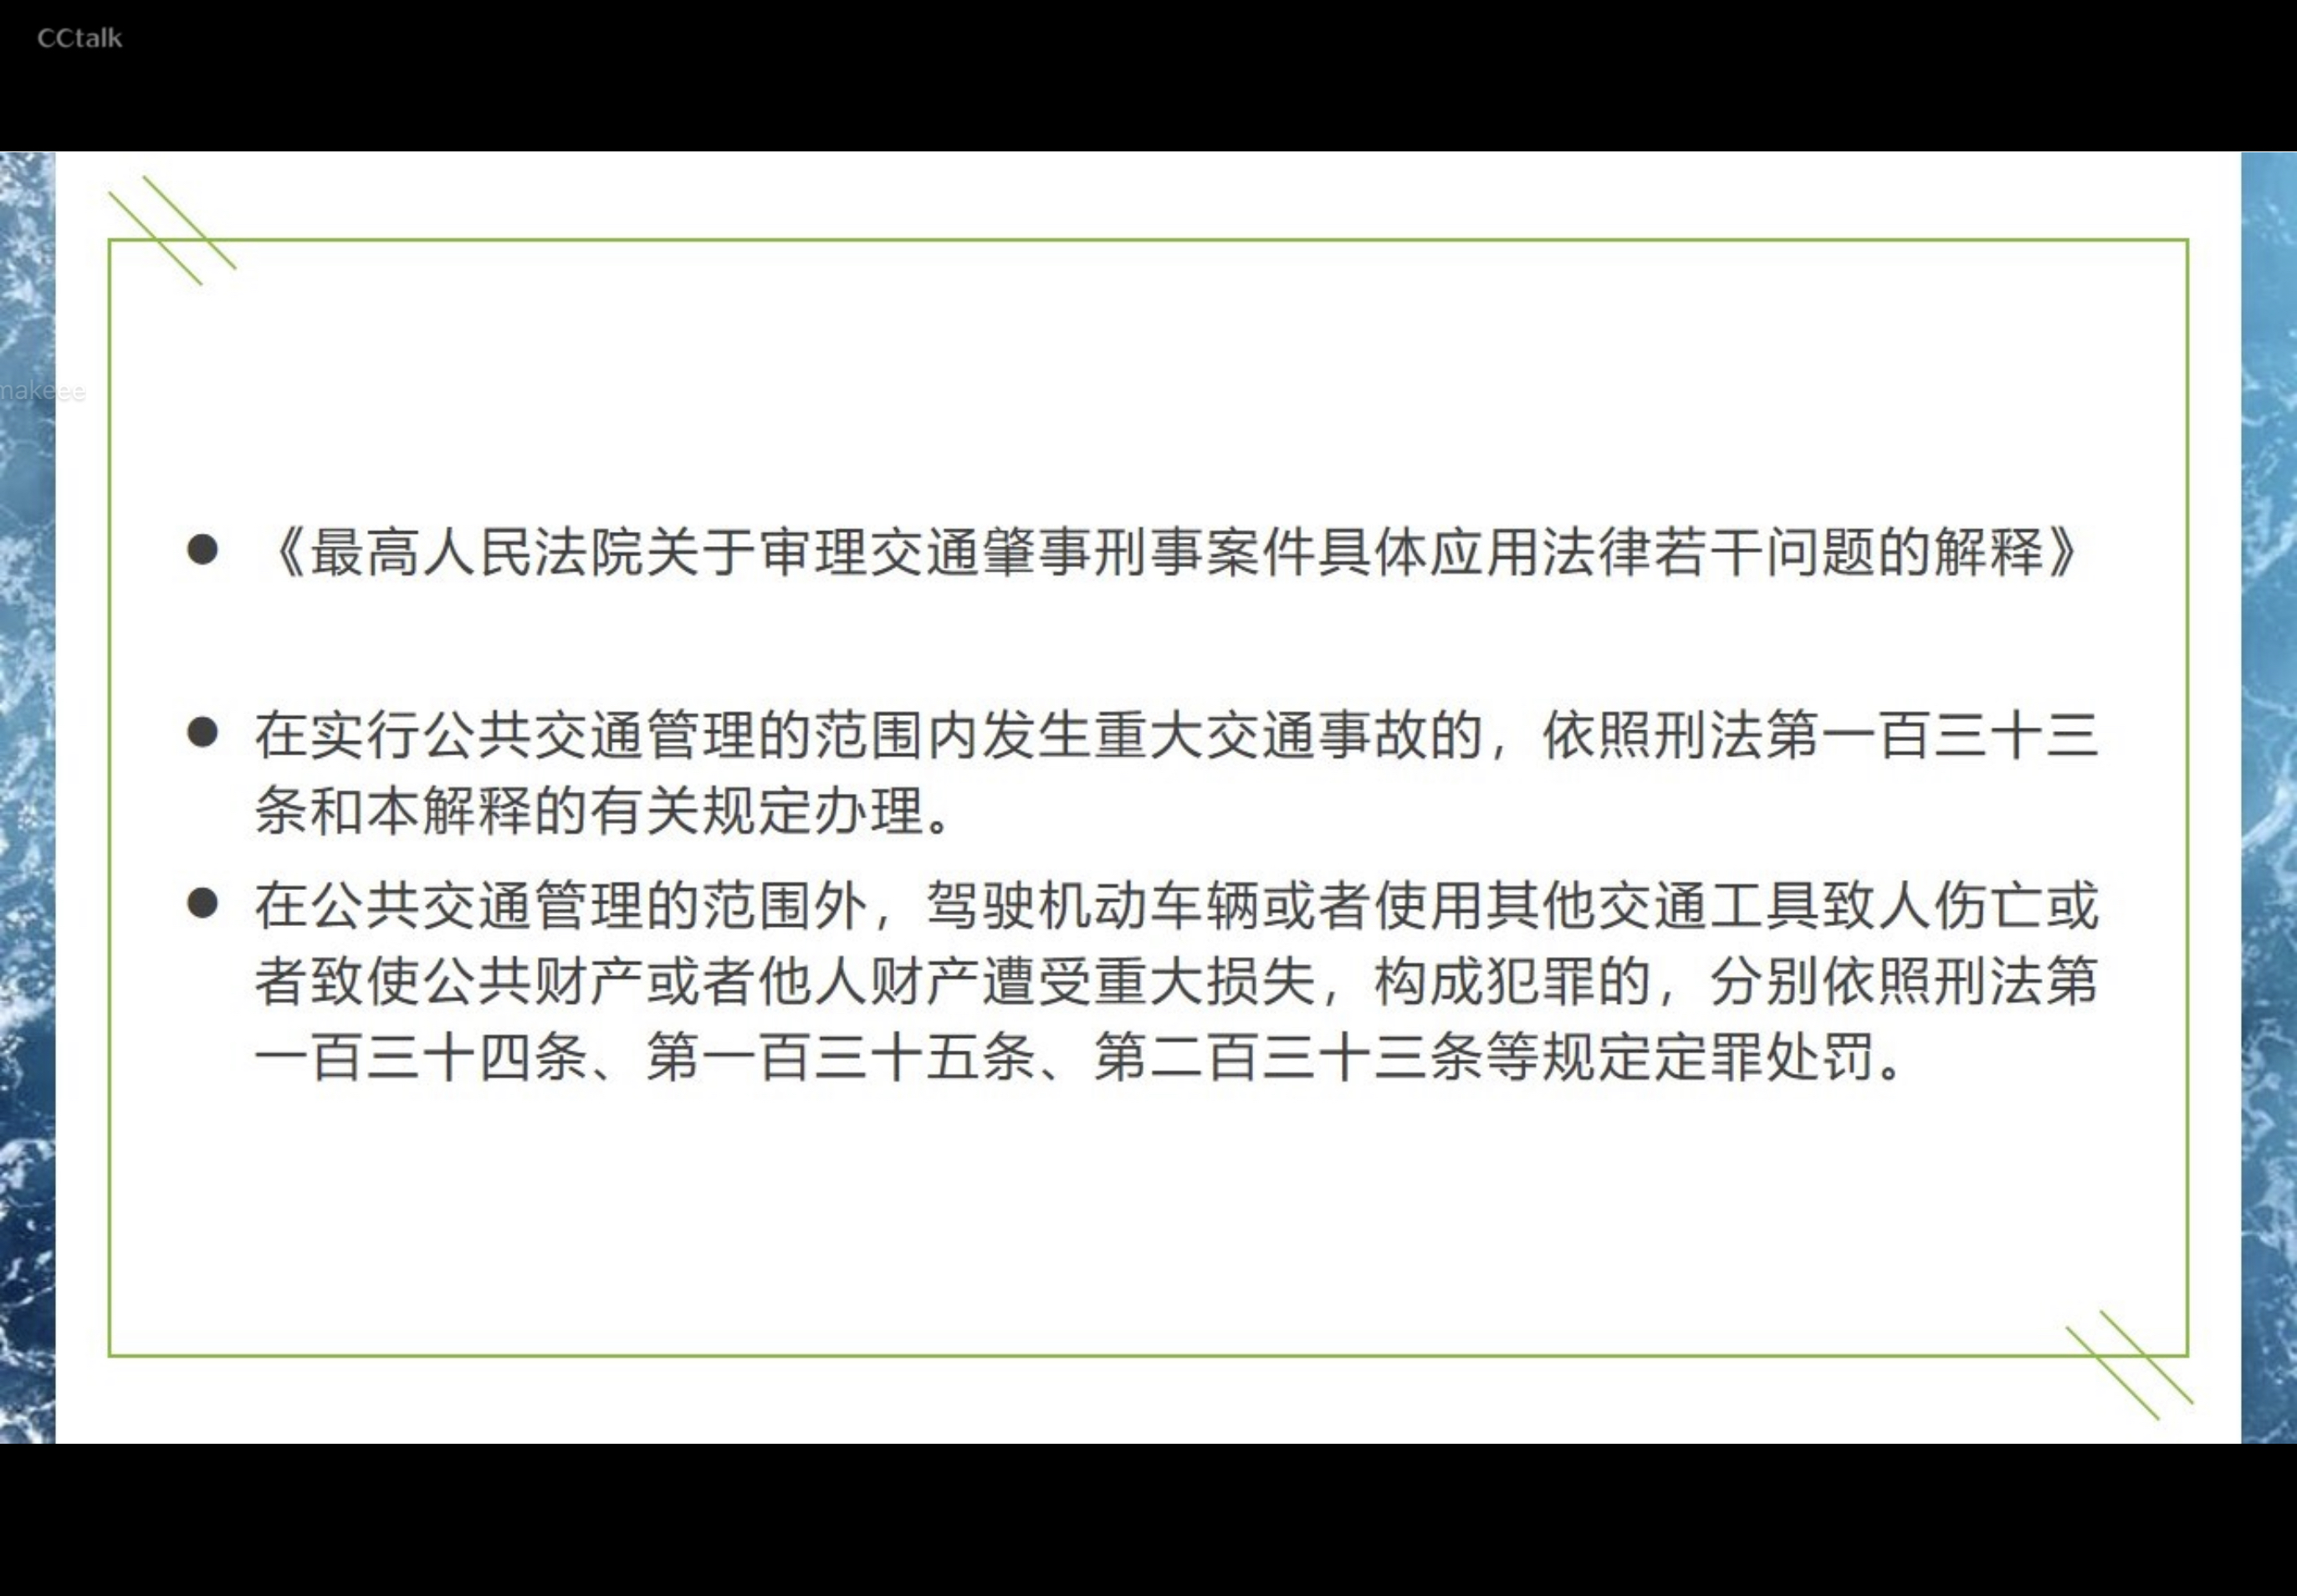 CCtalk
makeee
● 《最高人民法院关于审理交通肇事刑事案件具体应用法律若干问题的解释》
● 在实行公共交通管理的范围内发生重大交通事故的，依照刑法第一百三十三
条和本解释的有关规定办理。
● 在公共交通管理的范围外，驾驶机动车辆或者使用其他交通工具致人伤亡或
者致使公共财产或者他人财产遭受重大损失，构成犯罪的，分别依照刑法第
一百三十四条、第一百三十五条、第二百三十三条等规定定罪处罚。